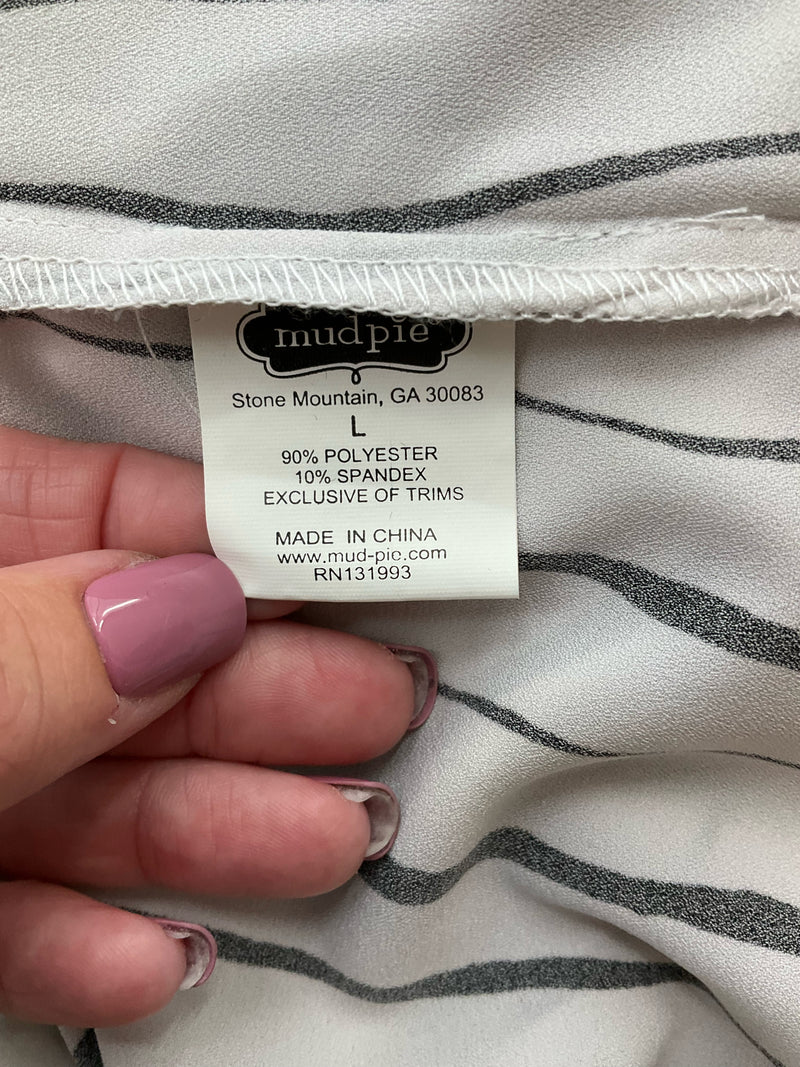 mudpie
Stone Mountain, GA 30083
L
90% POLYESTER
10% SPANDEX
EXCLUSIVE OF TRIMS
MADE IN CHINA
www.mud-pie.com
RN131993